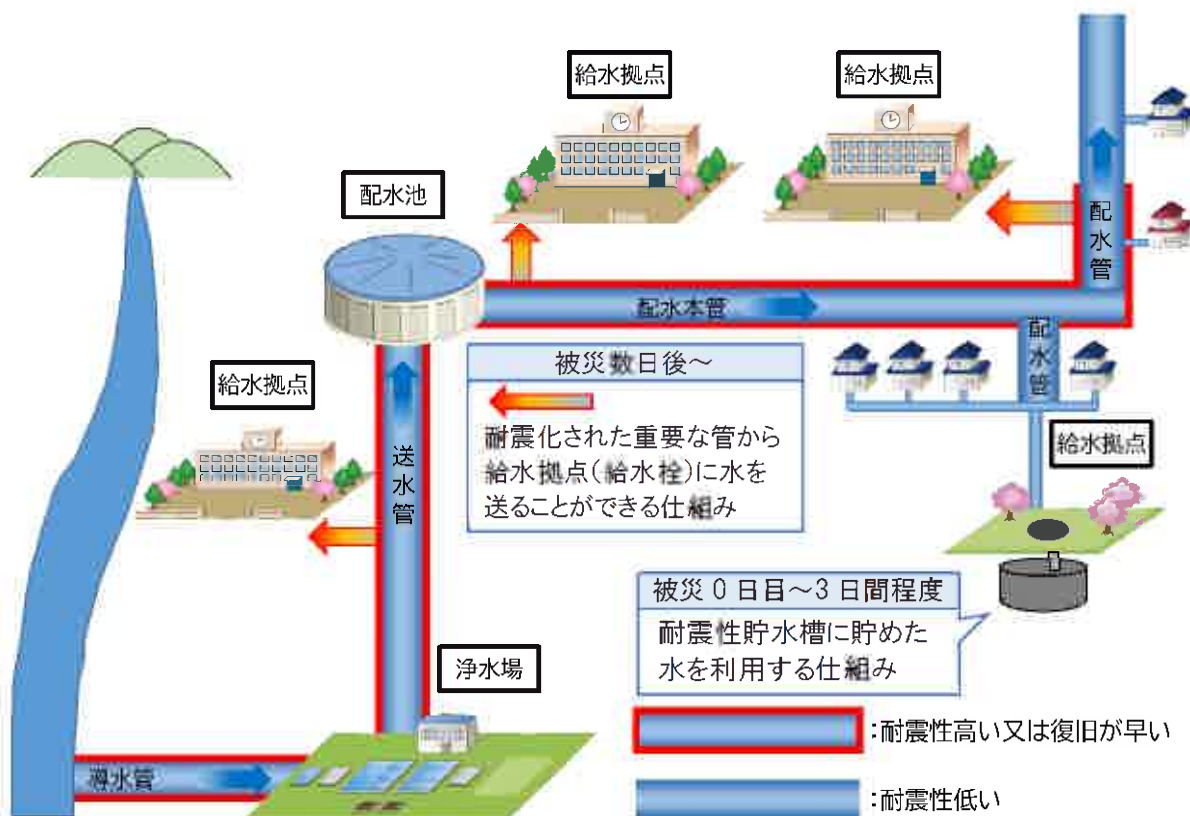 給水拠点
給水拠点
配水池
配水管
配水本管
配水管
給水拠点
送水管
被災数日後～
耐震化された重要な管から
給水拠点(給水栓)に水を
送ることができる仕組み
給水拠点
被災0日目～3日間程度
耐震性貯水槽に貯めた
水を利用する仕組み
浄水場
導水管
:耐震性高い又は復旧が早い
:耐震性低い